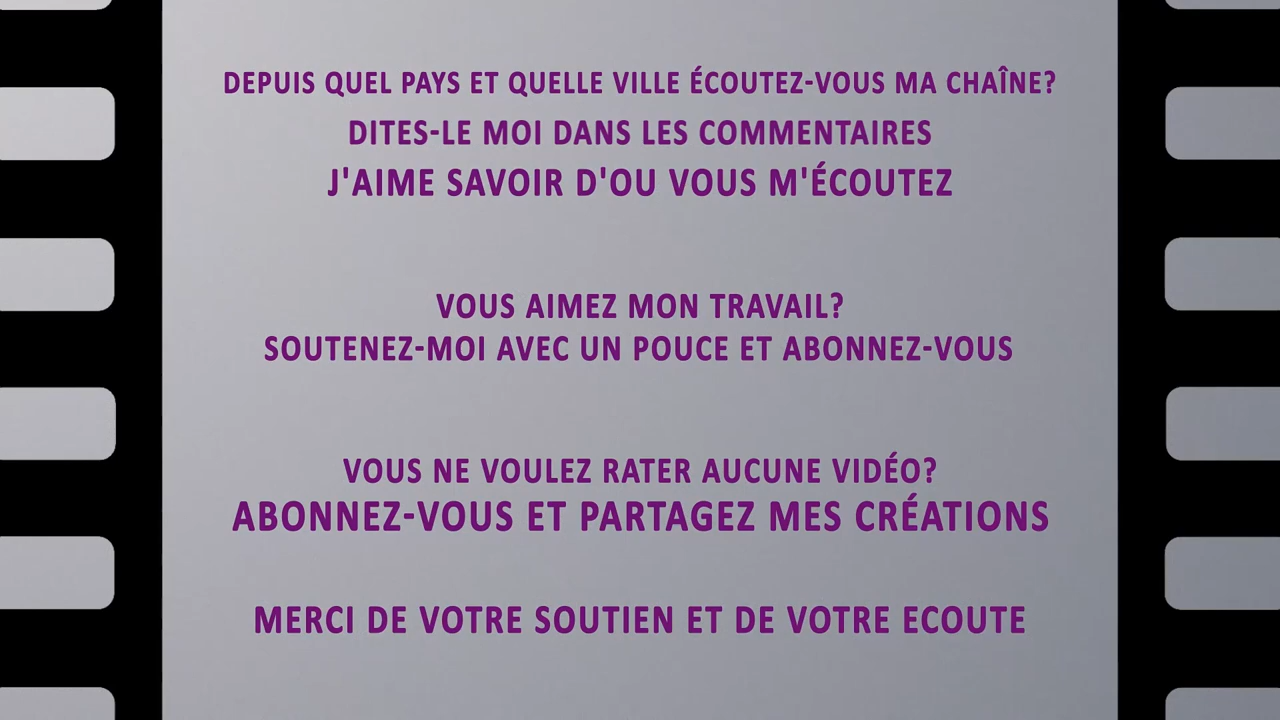 DEPUIS QUEL PAYS ET QUELLE VILLE ÉCOUTEZ-VOUS MA CHAÎNE?
DITES-LE MOI DANS LES COMMENTAIRES
J'AIME SAVOIR D'OU VOUS M'ÉCOUTEZ
VOUS AIMEZ MON TRAVAIL?
SOUTENEZ-MOI AVEC UN POUCE ET ABONNEZ-VOUS
VOUS NE VOULEZ RATER AUCUNE VIDÉO?
ABONNEZ-VOUS ET PARTAGEZ MES CRÉATIONS
MERCI DE VOTRE SOUTIEN ET DE VOTRE ECOUTE